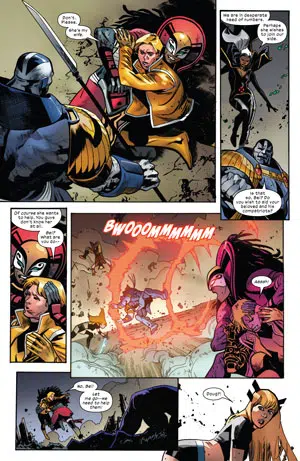 Don't.
Please.
She's my
wife.
We are in desperate
need of numbers.
Perhaps
she wishes
to join our
side.
Is that
so, Bei? Do
you wish to aid your
beloved and his
compatriots?
Of course she wants
to help. You guys
don't know her
at all.
Bei?
What are
you do--
BWOOOMMMMMM
Aaagh!
No, Bei!
Let
me go--we
need to help
them!
Doug?